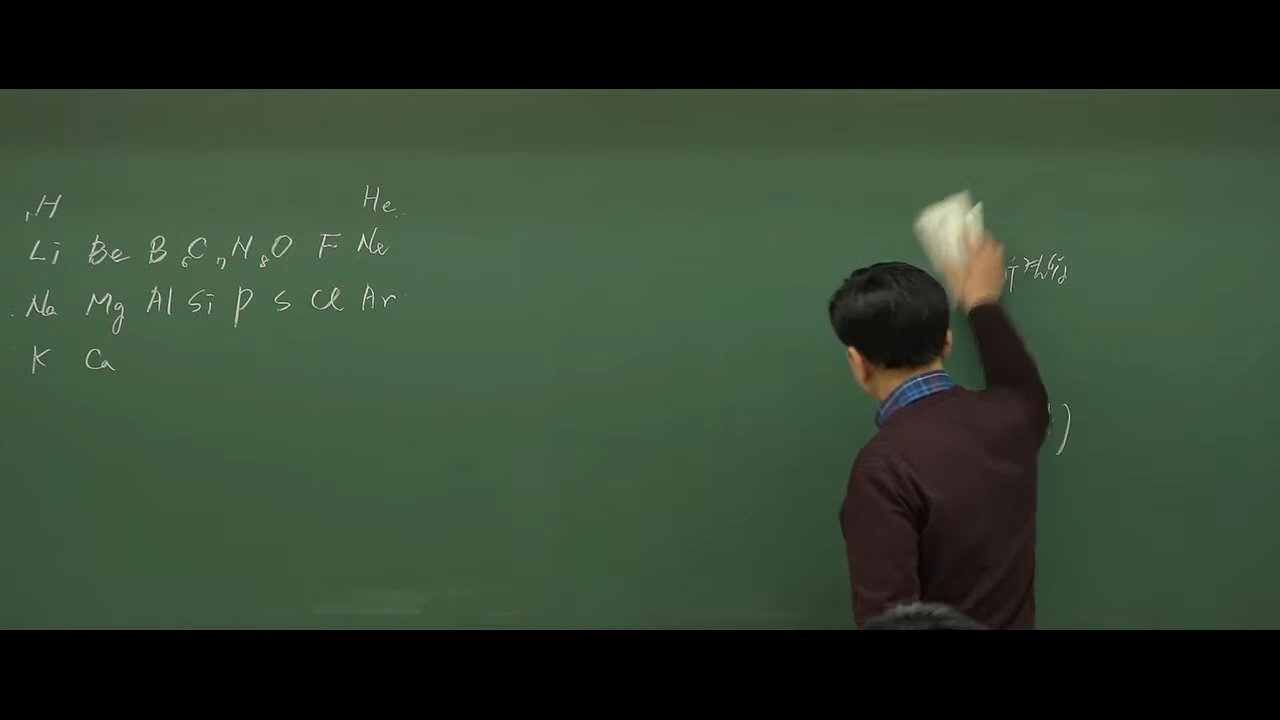 ₁H He
Li Be B ₆C ₇N ₈O F Ne
Na Mg Al Si P S Cl Ar
K Ca
)